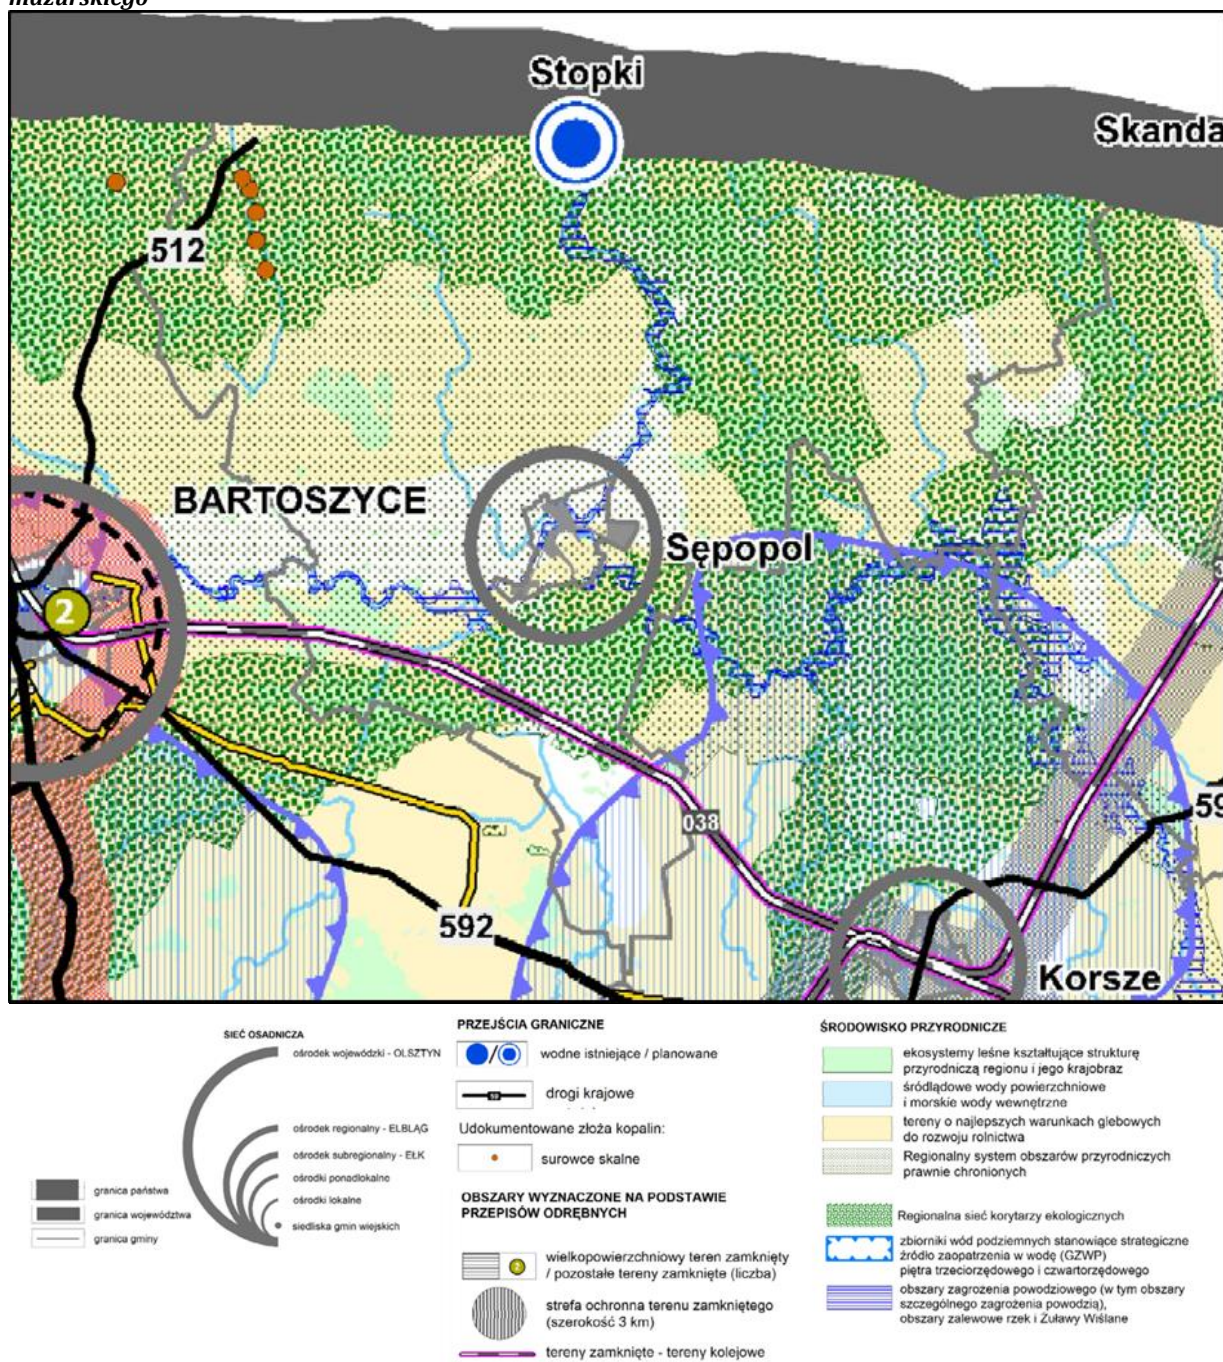 mazurskiego
Stopki
Skanda
512
BARTOSZYCE
Sępopol
2
3
038
59
592
Korsze
SIEĆ OSADNICZA
ośrodek wojewódzki - OLSZTYN
ośrodek regionalny - ELBLĄG
ośrodek subregionalny - EŁK
ośrodki ponadlokalne
ośrodki lokalne
siedliska gmin wiejskich
granica państwa
granica województwa
granica gminy
PRZEJŚCIA GRANICZNE
wodne istniejące / planowane
drogi krajowe
Udokumentowane złoża kopalin:
surowce skalne
OBSZARY WYZNACZONE NA PODSTAWIE
PRZEPISÓW ODRĘBNYCH
2
wielkopowierzchniowy teren zamknięty
/ pozostałe tereny zamknięte (liczba)
strefa ochronna terenu zamkniętego
(szerokość 3 km)
tereny zamknięte - tereny kolejowe
ŚRODOWISKO PRZYRODNICZE
ekosystemy leśne kształtujące strukturę
przyrodniczą regionu i jego krajobraz
śródlądowe wody powierzchniowe
i morskie wody wewnętrzne
tereny o najlepszych warunkach glebowych
do rozwoju rolnictwa
Regionalny system obszarów przyrodniczych
prawnie chronionych
Regionalna sieć korytarzy ekologicznych
zbiorniki wód podziemnych stanowiące strategiczne
źródło zaopatrzenia w wodę (GZWP)
piętra trzeciorzędowego i czwartorzędowego
obszary zagrożenia powodziowego (w tym obszary
szczególnego zagrożenia powodzią),
obszary zalewowe rzek i Żuławy Wiślane